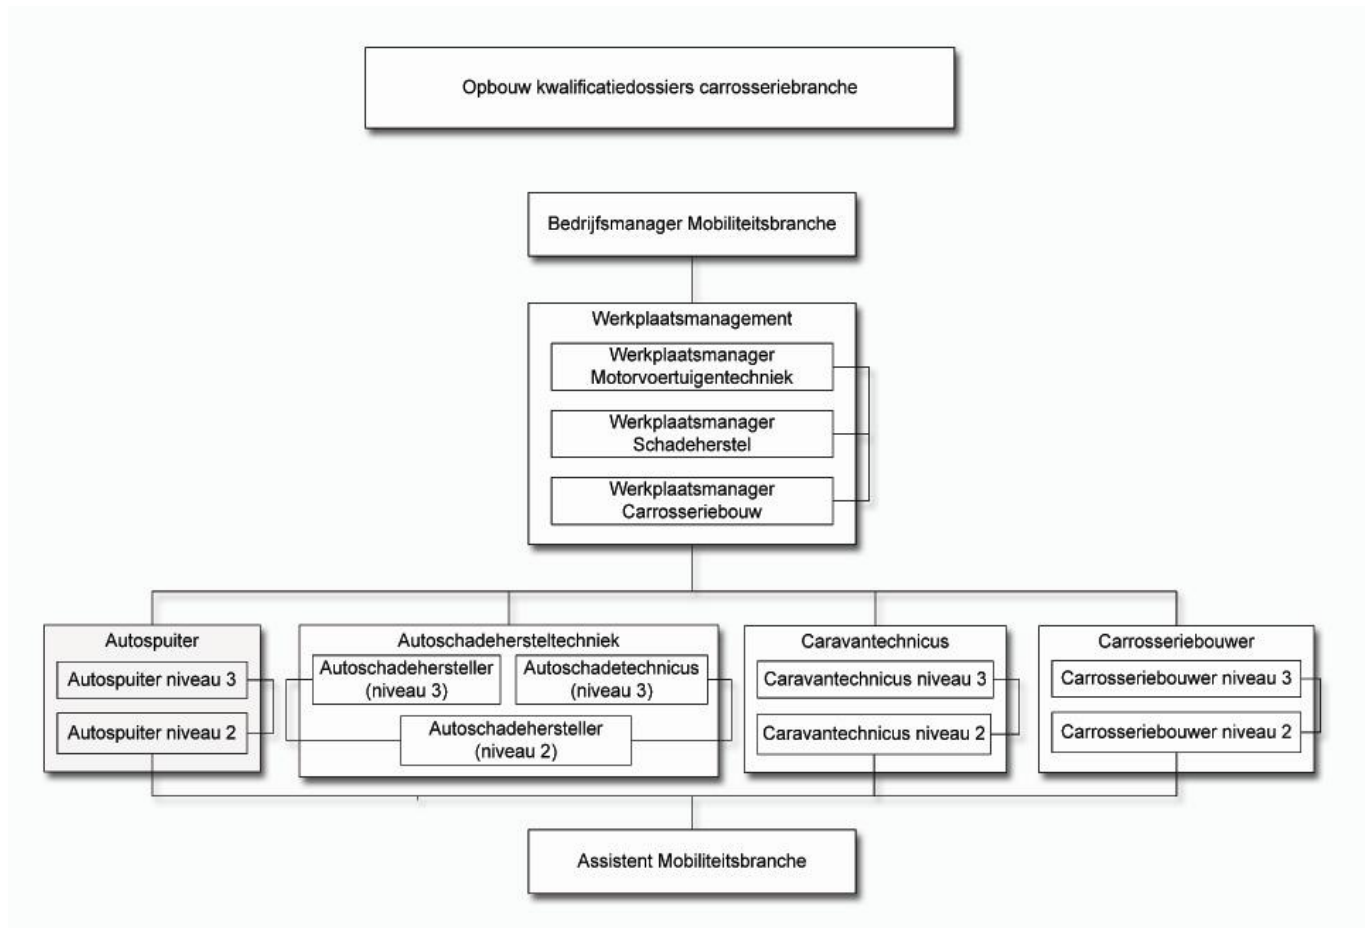 Opbouw kwalificatiedossiers carrosseriebranche
Bedrijfsmanager Mobiliteitsbranche
Werkplaatsmanagement
Werkplaatsmanager
Motorvoertuigentechniek
Werkplaatsmanager
Schadeherstel
Werkplaatsmanager
Carrosseriebouw
Autospuiter
Autospuiter niveau 3
Autospuiter niveau 2
Autoschadehersteltechniek
Autoschadehersteller
(niveau 3)
Autoschadetechnicus
(niveau 3)
Autoschadehersteller
(niveau 2)
Caravantechnicus
Caravantechnicus niveau 3
Caravantechnicus niveau 2
Carrosseriebouwer
Carrosseriebouwer niveau 3
Carrosseriebouwer niveau 2
Assistent Mobiliteitsbranche